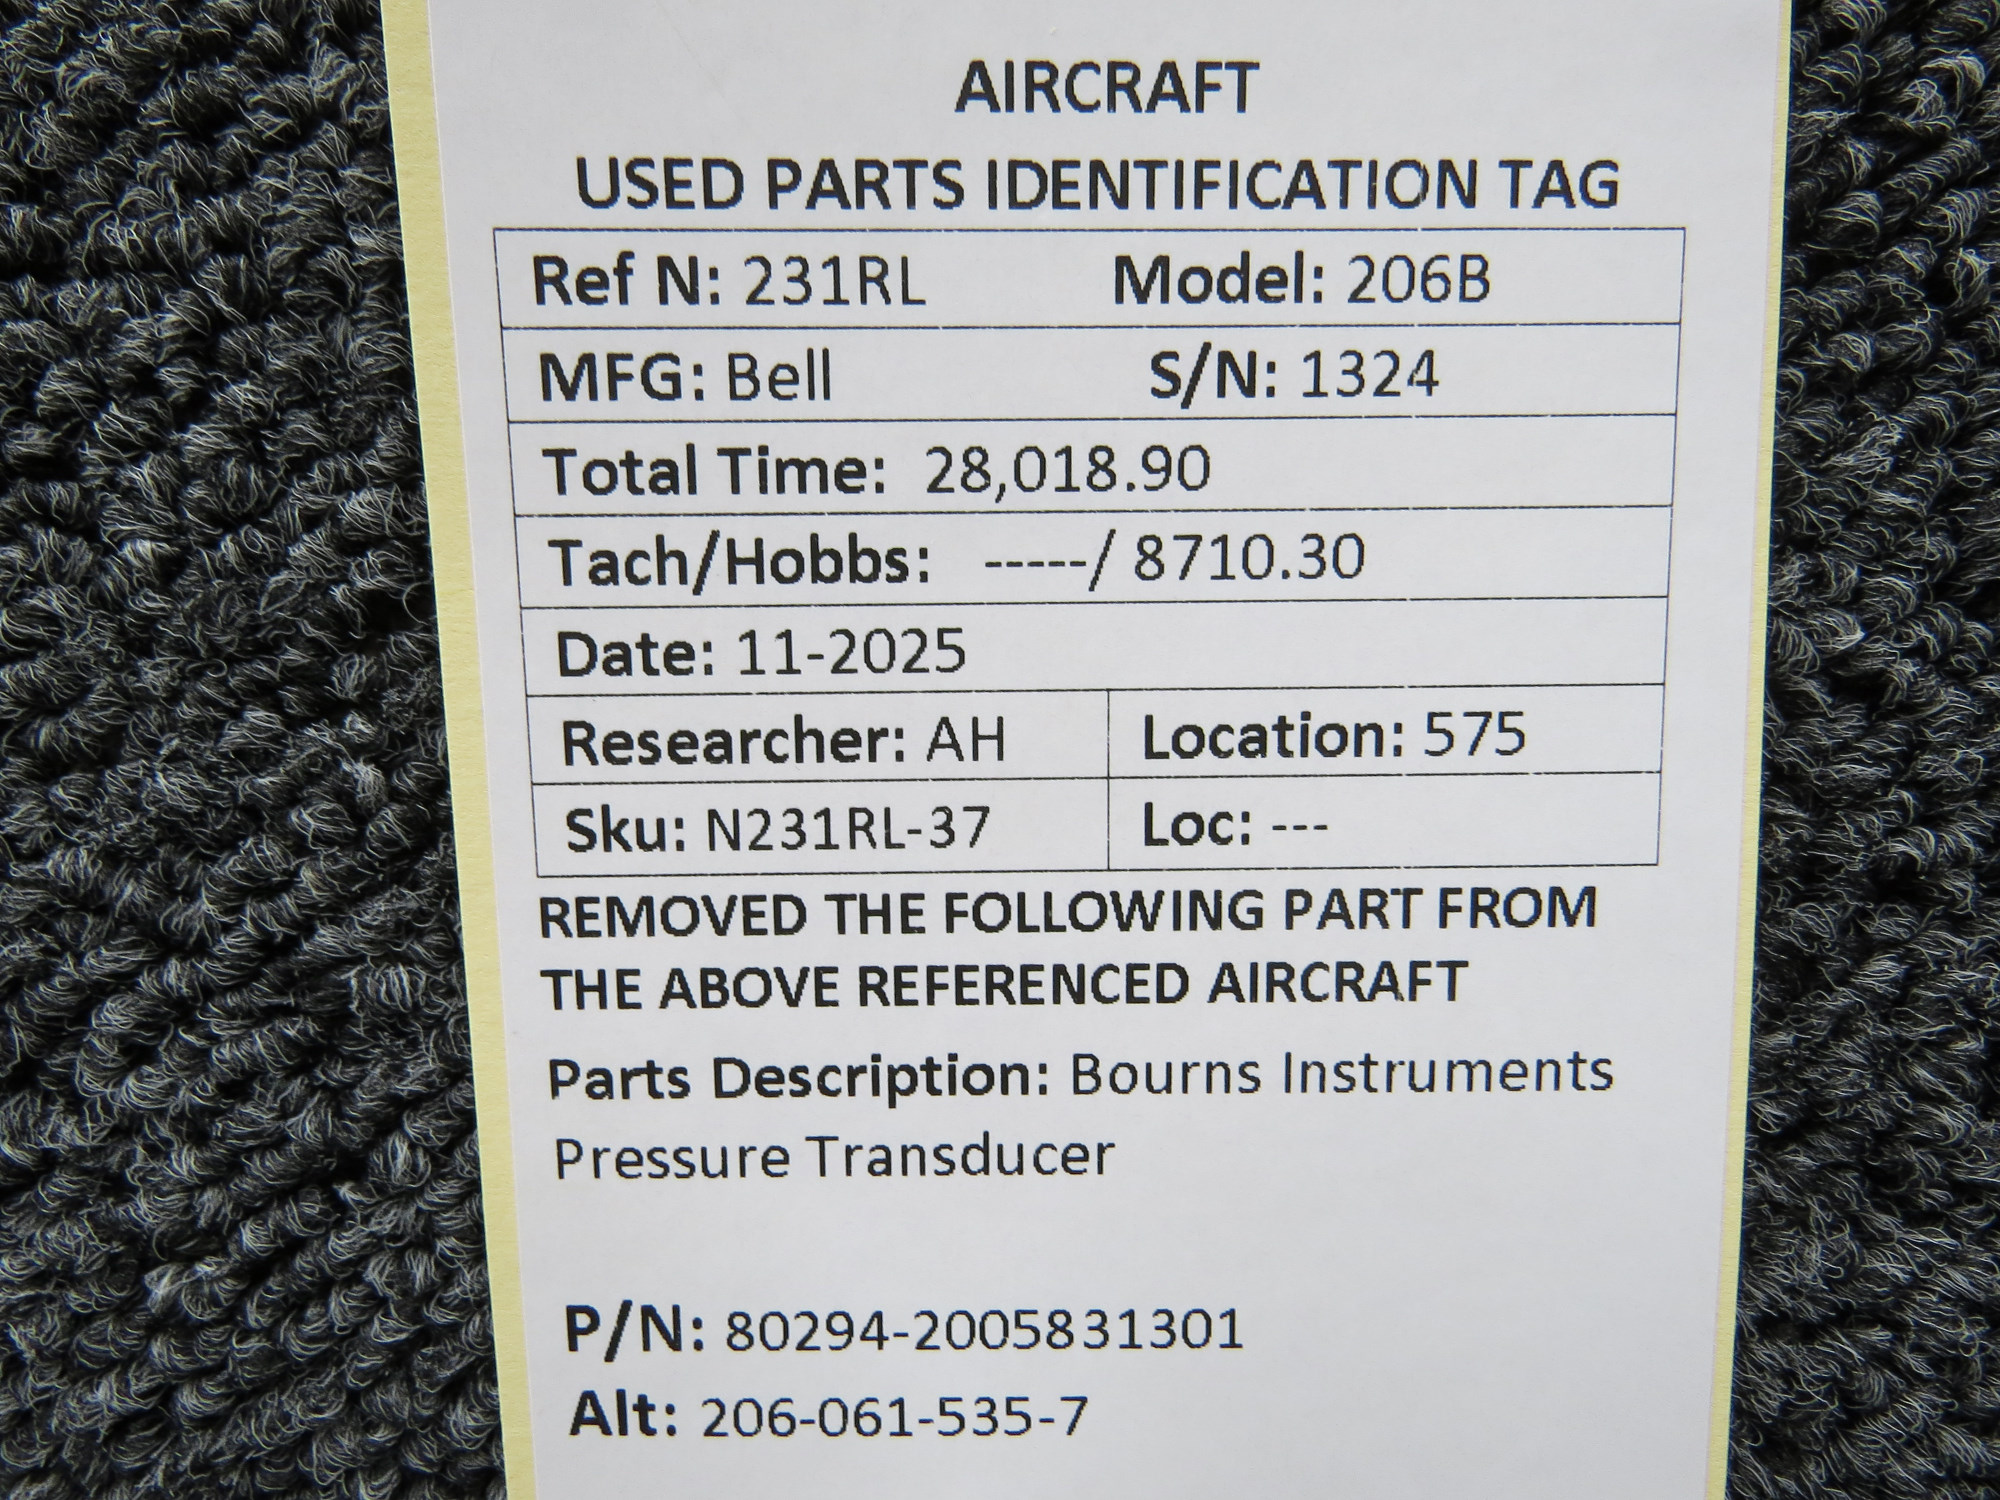 AIRCRAFT
USED PARTS IDENTIFICATION TAG
Ref N: 231RL Model: 206B
MFG: Bell S/N: 1324
Total Time: 28,018.90
Tach/Hobbs: -----/ 8710.30
Date: 11-2025
Researcher: AH Location: 575
Sku: N231RL-37 Loc: ---
REMOVED THE FOLLOWING PART FROM
THE ABOVE REFERENCED AIRCRAFT
Parts Description: Bourns Instruments
Pressure Transducer
P/N: 80294-2005831301
Alt: 206-061-535-7